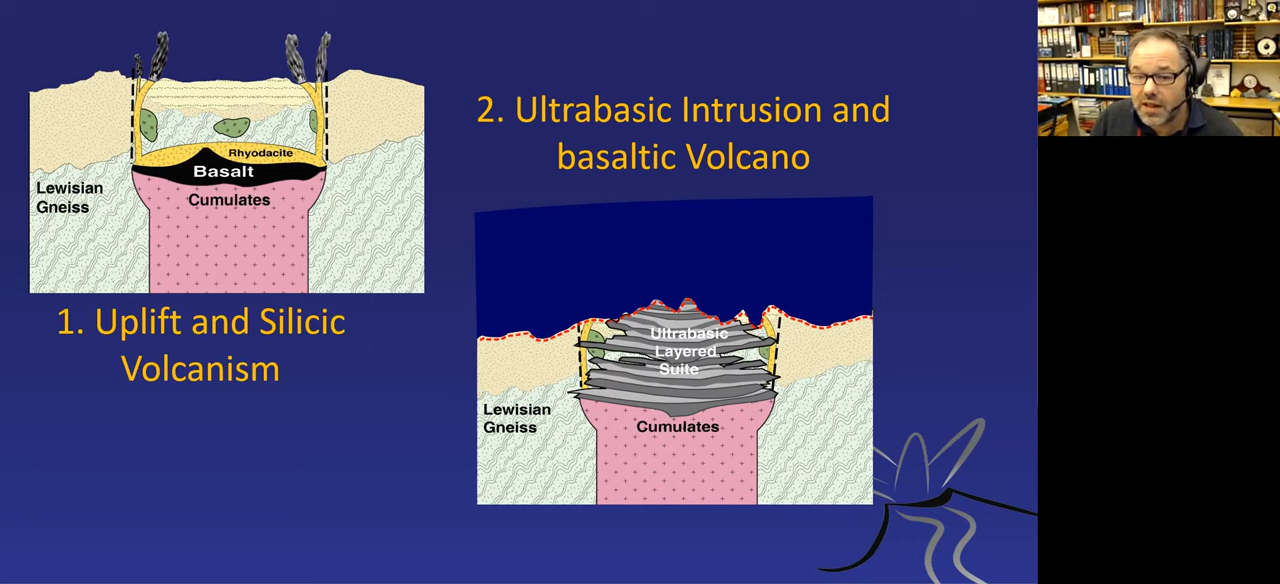 Rhyodacite
Basalt
Cumulates
Lewisian
Gneiss
1. Uplift and Silicic
Volcanism
2. Ultrabasic Intrusion and
basaltic Volcano
Ultrabasic
Layered
Suite
Lewisian
Gneiss
Cumulates